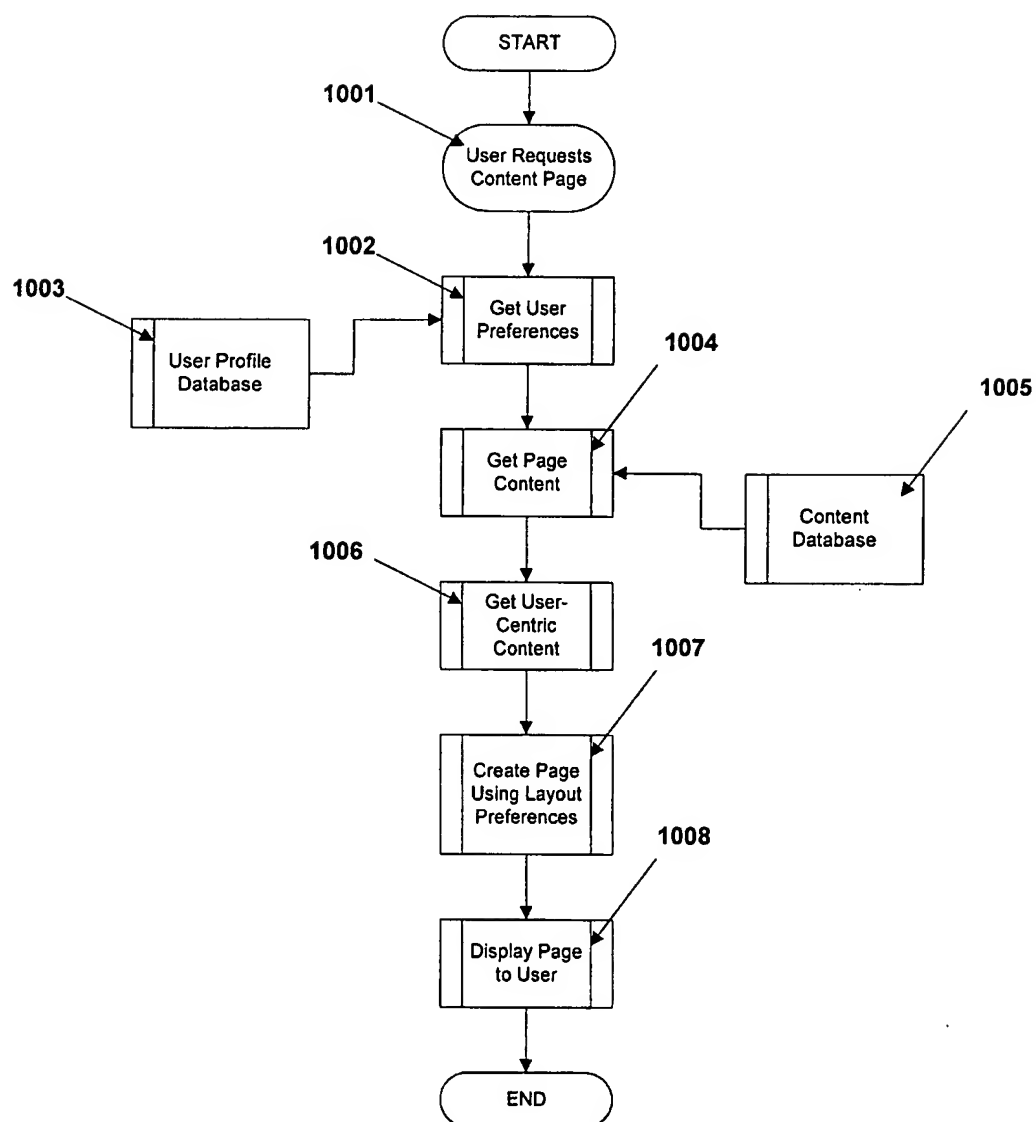 START
1001
User Requests
Content Page
1002
Get User
Preferences
1003
User Profile
Database
1004
Get Page
Content
1005
Content
Database
1006
Get User-
Centric
Content
1007
Create Page
Using Layout
Preferences
1008
Display Page
to User
END